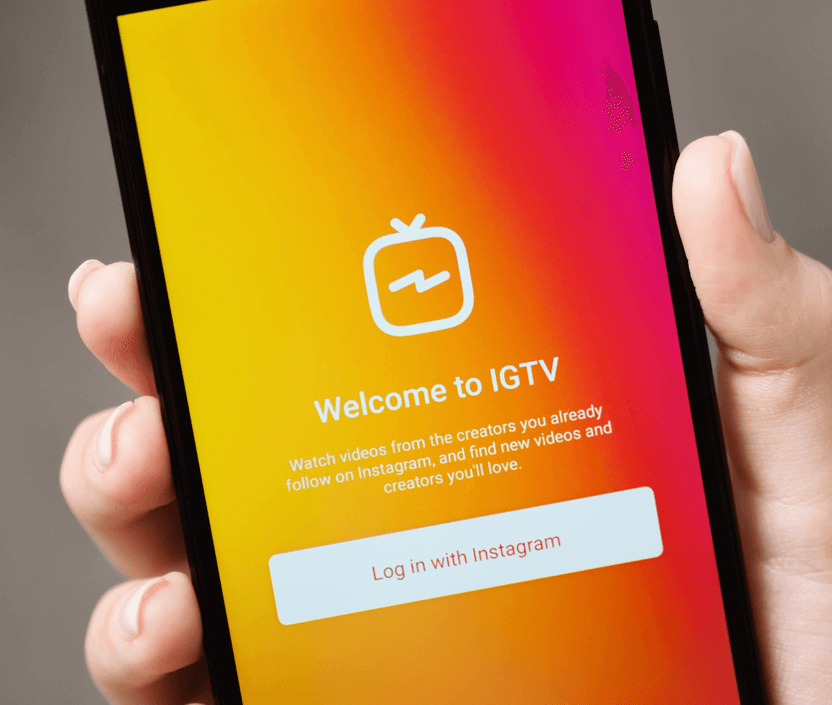 Welcome to IGTV
Watch videos from the creators you already
follow on Instagram, and find new videos and
creators you'll love.
Log in with Instagram